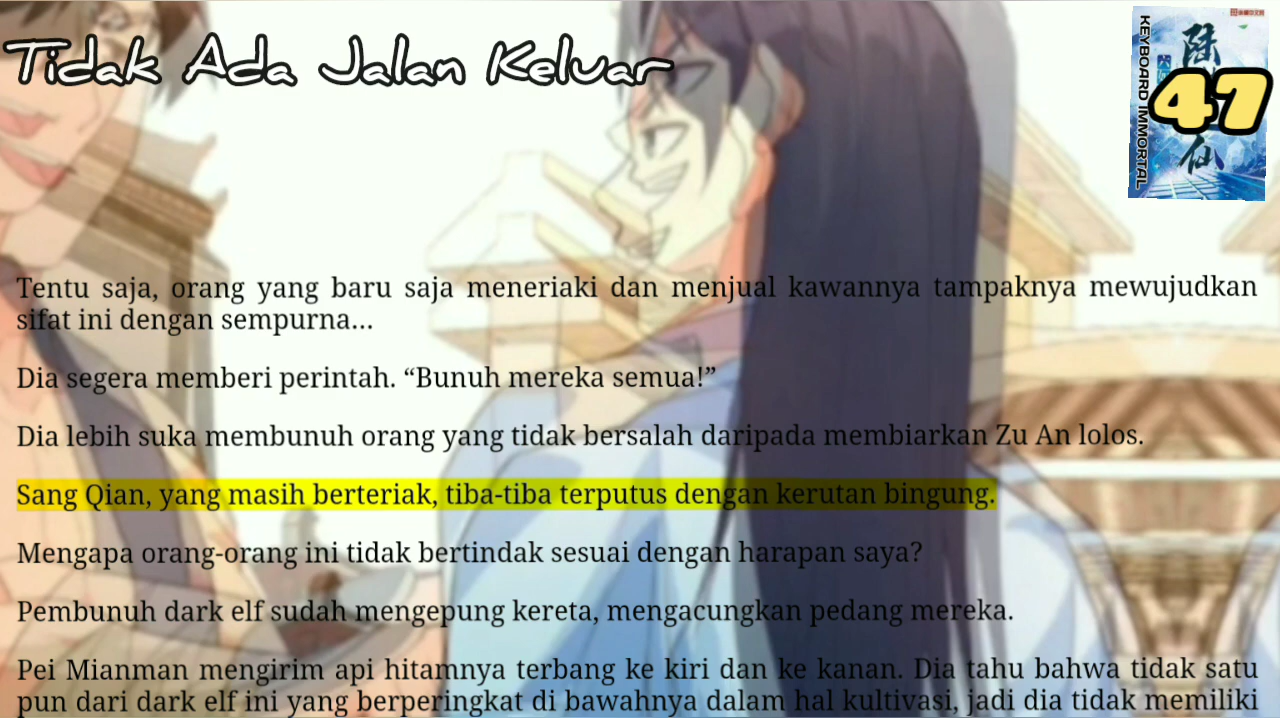 Tidak Ada Jalan Keluar
KEYBOARD IMMORTAL
47
Tentu saja, orang yang baru saja meneriaki dan menjual kawannya tampaknya mewujudkan
sifat ini dengan sempurna...
Dia segera memberi perintah. “Bunuh mereka semua!”
Dia lebih suka membunuh orang yang tidak bersalah daripada membiarkan Zu An lolos.
Sang Qian, yang masih berteriak, tiba-tiba terputus dengan kerutan bingung.
Mengapa orang-orang ini tidak bertindak sesuai dengan harapan saya?
Pembunuh dark elf sudah mengepung kereta, mengacungkan pedang mereka.
Pei Mianman mengirim api hitamnya terbang ke kiri dan ke kanan. Dia tahu bahwa tidak satu
pun dari dark elf ini yang berperingkat di bawahnya dalam hal kultivasi, jadi dia tidak memiliki